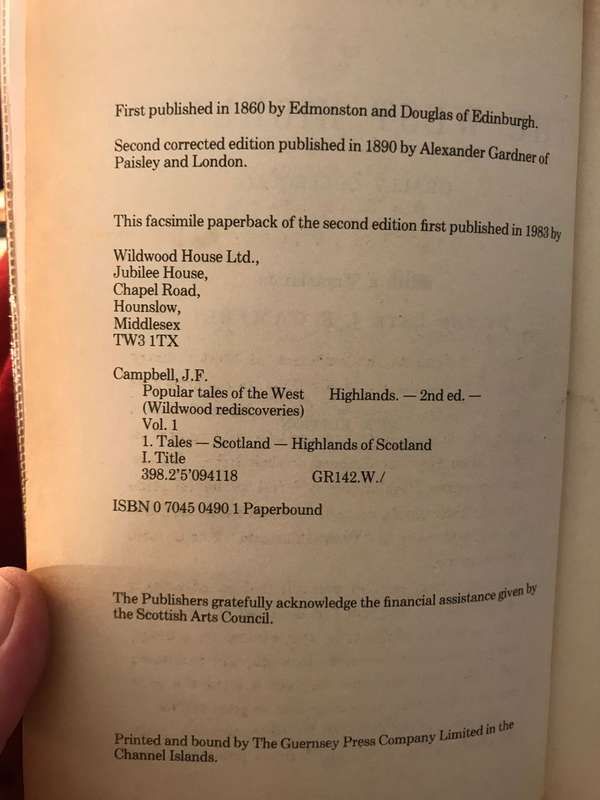 First published in 1860 by Edmonston and Douglas of Edinburgh.
Second corrected edition published in 1890 by Alexander Gardner of
Paisley and London.
This facsimile paperback of the second edition first published in 1983 by
Wildwood House Ltd.,
Jubilee House,
Chapel Road,
Hounslow,
Middlesex
TW3 1TX
Campbell, J.F.
Popular tales of the West Highlands. — 2nd ed. —
(Wildwood rediscoveries)
Vol. 1
1. Tales — Scotland — Highlands of Scotland
I. Title
398.2'5'094118 GR142.W./
ISBN 0 7045 0490 1 Paperbound
The Publishers gratefully acknowledge the financial assistance given by
the Scottish Arts Council.
Printed and bound by The Guernsey Press Company Limited in the
Channel Islands.